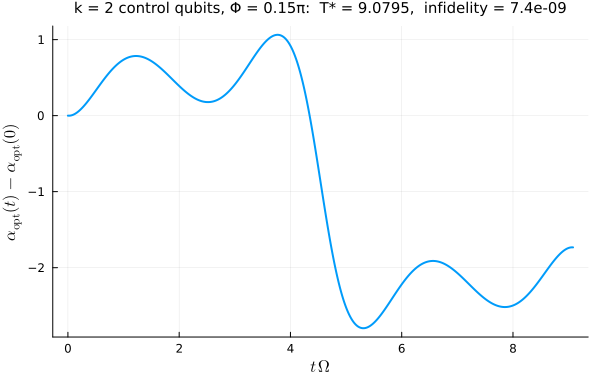 k = 2 control qubits, Φ = 0.15π:  T* = 9.0795,  infidelity = 7.4e-09
1
0
−1
−2
α_opt(t) − α_opt(0)
0 2 4 6 8
t Ω